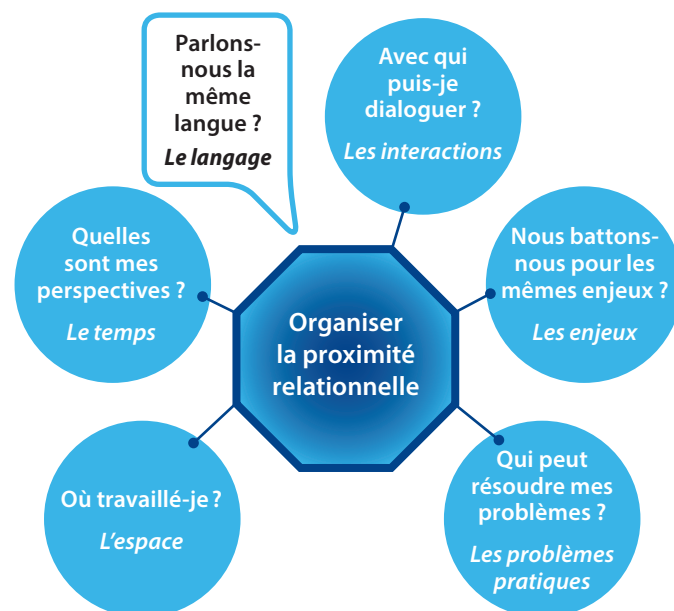 Parlons-
nous la
même
langue ?
Le langage
Avec qui
puis-je
dialoguer ?
Les interactions
Quelles
sont mes
perspectives ?
Le temps
Nous battons-
nous pour les
mêmes enjeux ?
Les enjeux
Organiser
la proximité
relationnelle
Où travaillé-je ?
L'espace
Qui peut
résoudre mes
problèmes ?
Les problèmes
pratiques